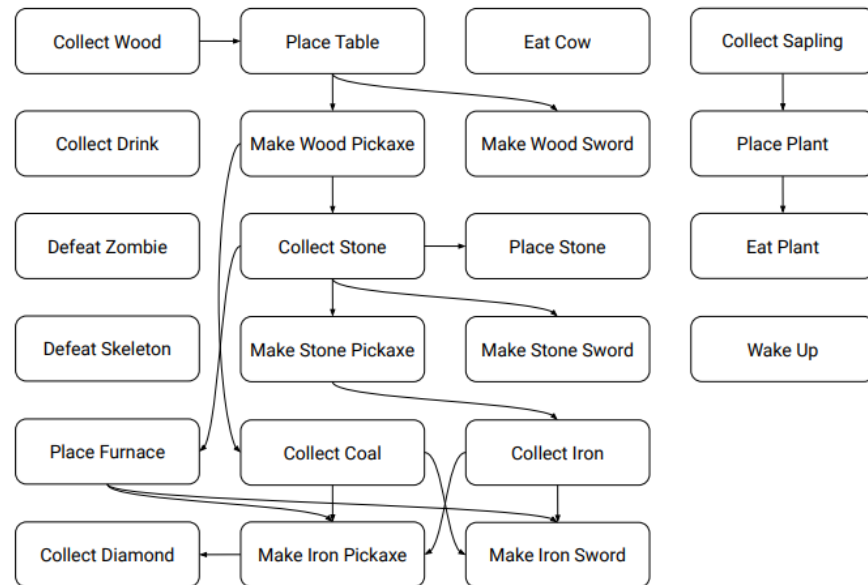 Collect Wood
Place Table
Eat Cow
Collect Sapling
Collect Drink
Make Wood Pickaxe
Make Wood Sword
Place Plant
Defeat Zombie
Collect Stone
Place Stone
Eat Plant
Defeat Skeleton
Make Stone Pickaxe
Make Stone Sword
Wake Up
Place Furnace
Collect Coal
Collect Iron
Collect Diamond
Make Iron Pickaxe
Make Iron Sword